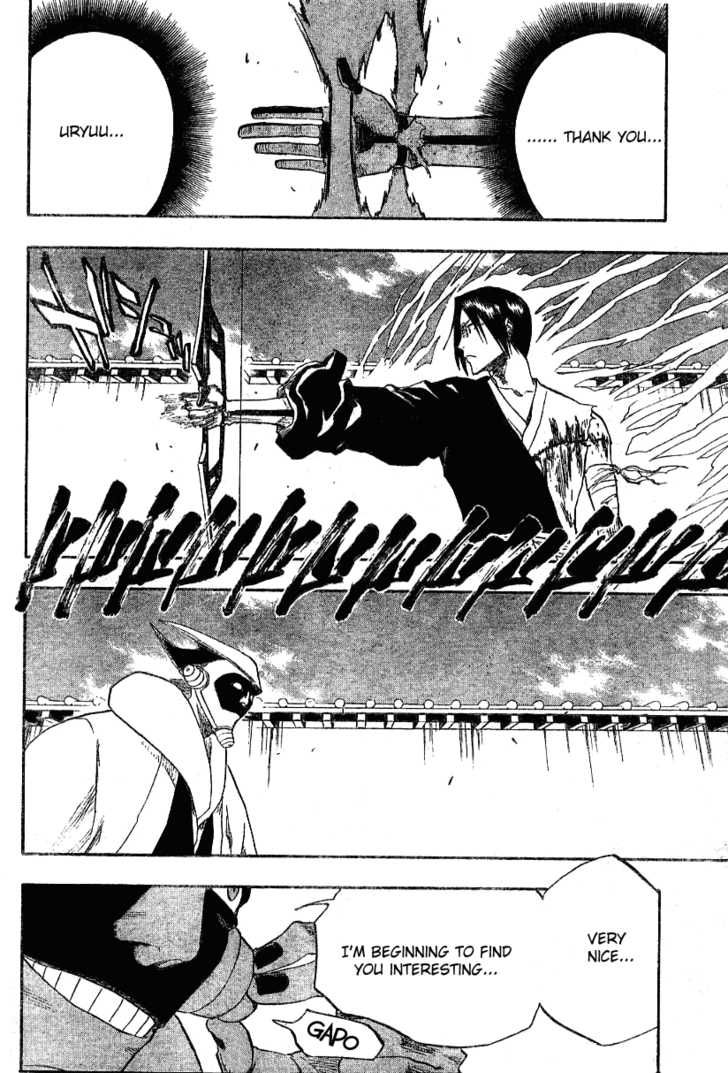 ...... THANK YOU...
URYUU...
VERY
NICE...
I'M BEGINNING TO FIND
YOU INTERESTING...
GAPO